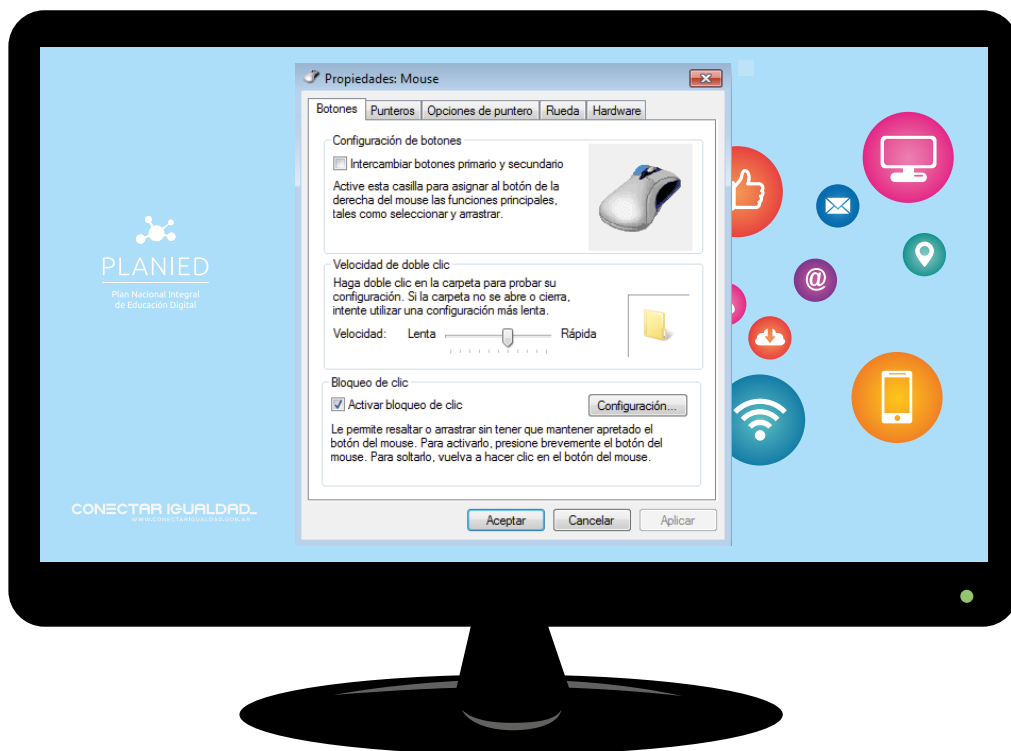 Propiedades: Mouse
Botones
Punteros
Opciones de puntero
Rueda
Hardware
Configuración de botones
Intercambiar botones primario y secundario
Active esta casilla para asignar al botón de la
derecha del mouse las funciones principales,
tales como seleccionar y arrastrar.
Velocidad de doble clic
Haga doble clic en la carpeta para probar su
configuración. Si la carpeta no se abre o cierra,
intente utilizar una configuración más lenta.
Velocidad:
Lenta
Rápida
Bloqueo de clic
Activar bloqueo de clic
Configuración...
Le permite resaltar o arrastrar sin tener que mantener apretado el
botón del mouse. Para activarlo, presione brevemente el botón del
mouse. Para soltarlo, vuelva a hacer clic en el botón del mouse.
Aceptar
Cancelar
Aplicar
PLANIED
Plan Nacional Integral
de Educación Digital
CONECTAR IGUALDAD_
WWW.CONECTARIGUALDAD.GOB.AR
@